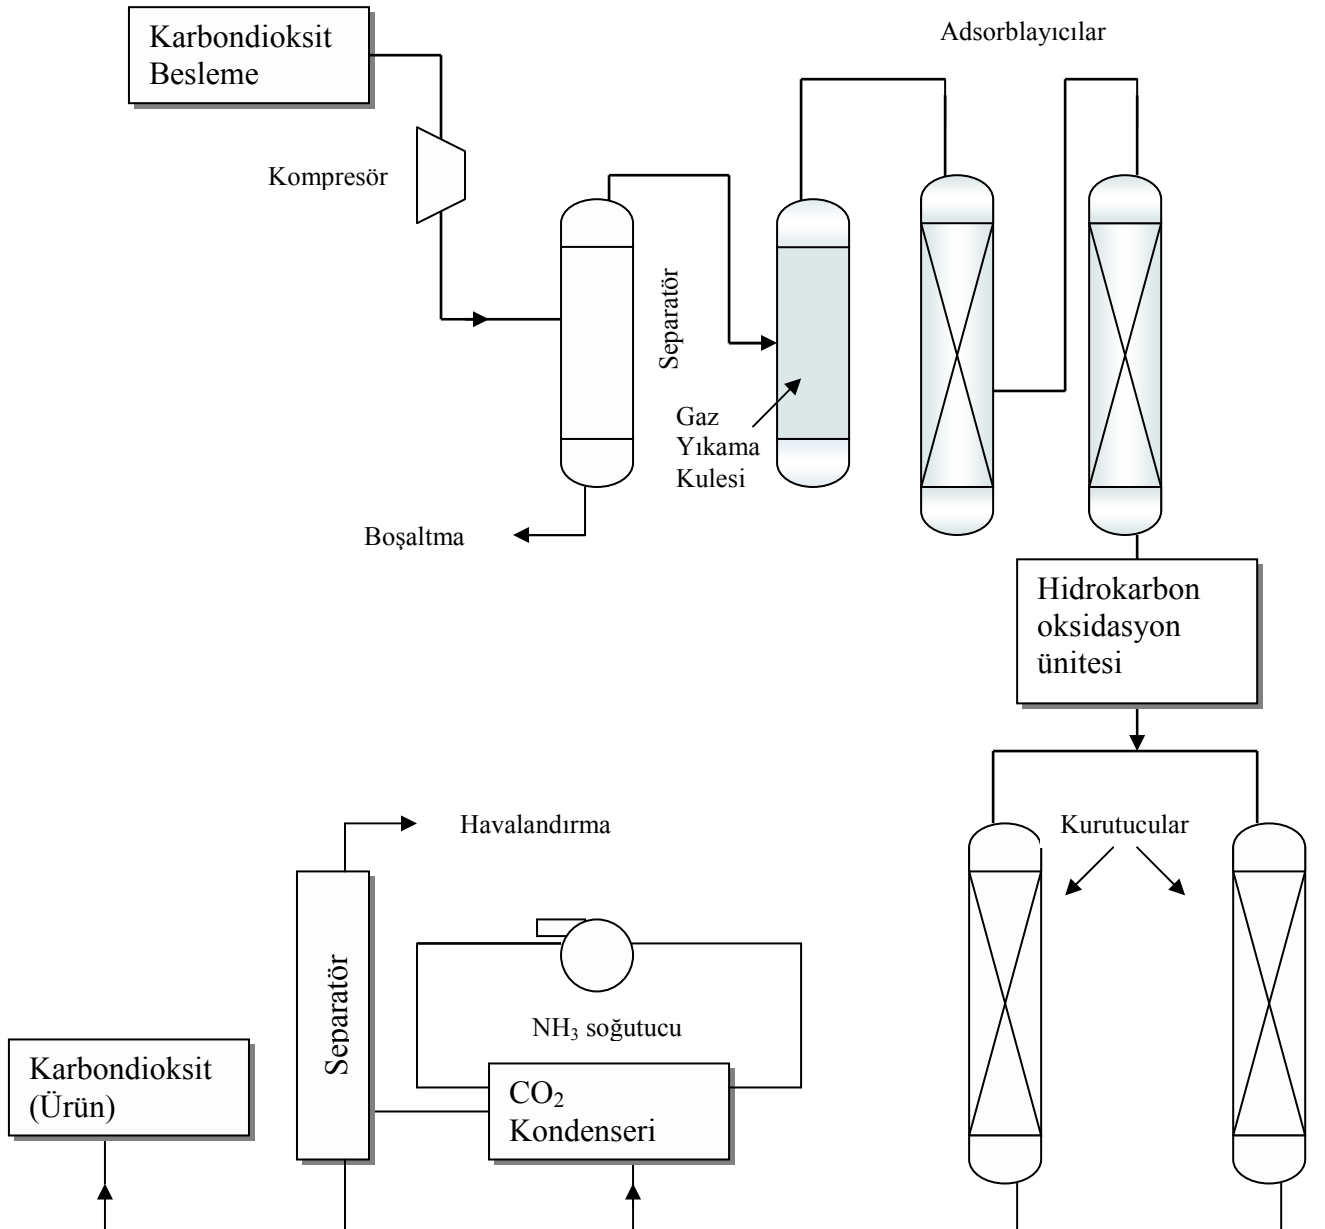 Karbondioksit
Besleme
Adsorblayıcılar
Kompresör
Separatör
Gaz
Yıkama
Kulesi
Boşaltma
Hidrokarbon
oksidasyon
ünitesi
Havalandırma
Kurutucular
Separatör
NH₃ soğutucu
Karbondioksit
(Ürün)
CO₂
Kondenseri